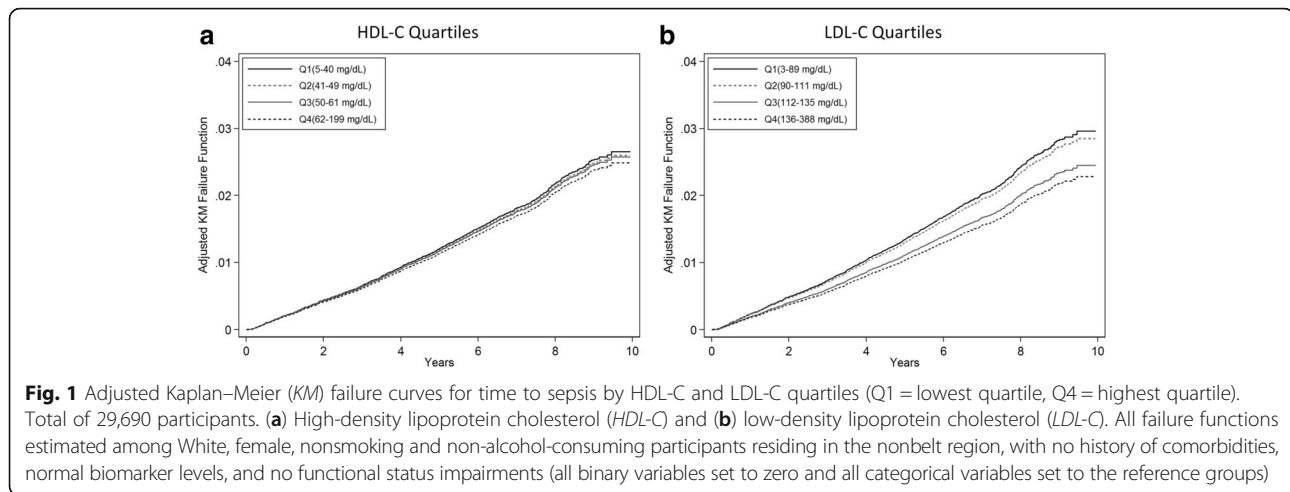 a
HDL-C Quartiles
.04
.03
.02
.01
0
Adjusted KM Failure Function
Q1(5-40 mg/dL)
Q2(41-49 mg/dL)
Q3(50-61 mg/dL)
Q4(62-199 mg/dL)
0 2 4 6 8 10
Years
b
LDL-C Quartiles
.04
.03
.02
.01
0
Adjusted KM Failure Function
Q1(3-89 mg/dL)
Q2(90-111 mg/dL)
Q3(112-135 mg/dL)
Q4(136-388 mg/dL)
0 2 4 6 8 10
Years
Fig. 1 Adjusted Kaplan–Meier (KM) failure curves for time to sepsis by HDL-C and LDL-C quartiles (Q1 = lowest quartile, Q4 = highest quartile).
Total of 29,690 participants. (a) High-density lipoprotein cholesterol (HDL-C) and (b) low-density lipoprotein cholesterol (LDL-C). All failure functions
estimated among White, female, nonsmoking and non-alcohol-consuming participants residing in the nonbelt region, with no history of comorbidities,
normal biomarker levels, and no functional status impairments (all binary variables set to zero and all categorical variables set to the reference groups)